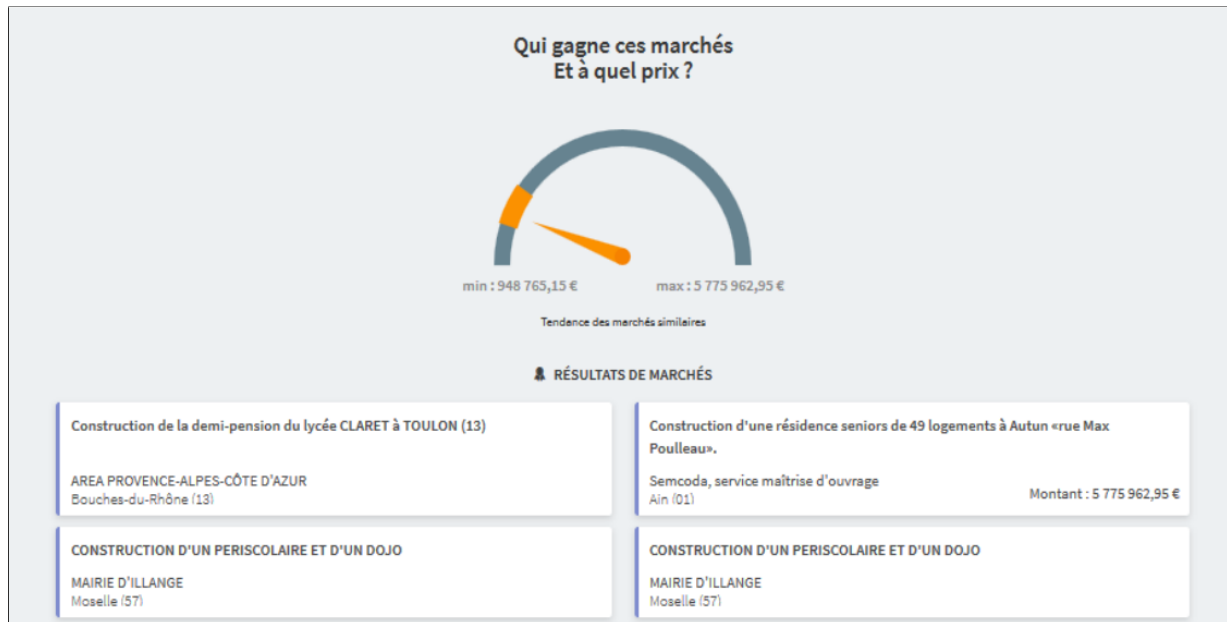 Qui gagne ces marchés
Et à quel prix ?
min : 948 765,15 €
max : 5 775 962,95 €
Tendance des marchés similaires
RÉSULTATS DE MARCHÉS
Construction de la demi-pension du lycée CLARET à TOULON (13)
AREA PROVENCE-ALPES-CÔTE D'AZUR
Bouches-du-Rhône (13)
Construction d'une résidence seniors de 49 logements à Autun «rue Max
Poulleau».
Semcoda, service maîtrise d'ouvrage
Ain (01)
Montant : 5 775 962,95 €
CONSTRUCTION D'UN PERISCOLAIRE ET D'UN DOJO
MAIRIE D'ILLANGE
Moselle (57)
CONSTRUCTION D'UN PERISCOLAIRE ET D'UN DOJO
MAIRIE D'ILLANGE
Moselle (57)